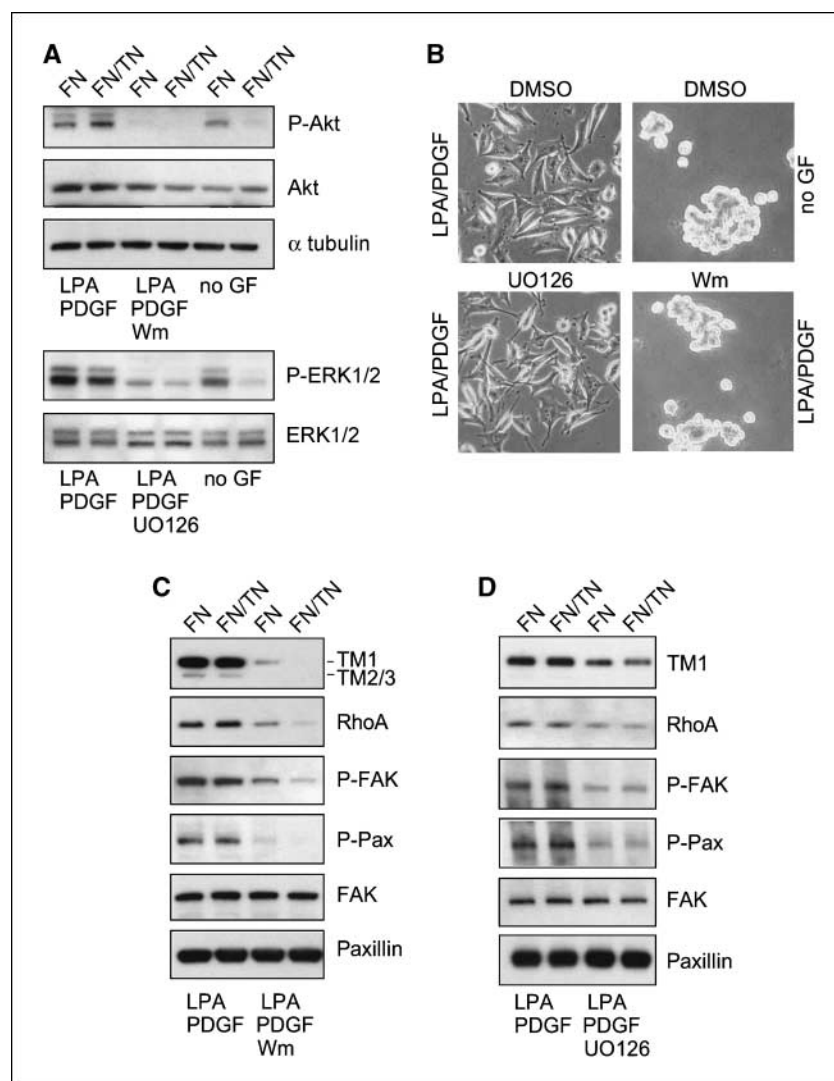 A
FN FN/TN FN FN/TN FN FN/TN
P-Akt
Akt
α tubulin
LPA LPA no GF
PDGF PDGF
Wm
P-ERK1/2
ERK1/2
LPA LPA no GF
PDGF PDGF
UO126
B
DMSO DMSO
LPA/PDGF no GF
UO126 Wm
LPA/PDGF LPA/PDGF
C
FN FN/TN FN FN/TN
TM1
TM2/3
RhoA
P-FAK
P-Pax
FAK
Paxillin
LPA LPA
PDGF PDGF
Wm
D
FN FN/TN FN FN/TN
TM1
RhoA
P-FAK
P-Pax
FAK
Paxillin
LPA LPA
PDGF PDGF
UO126